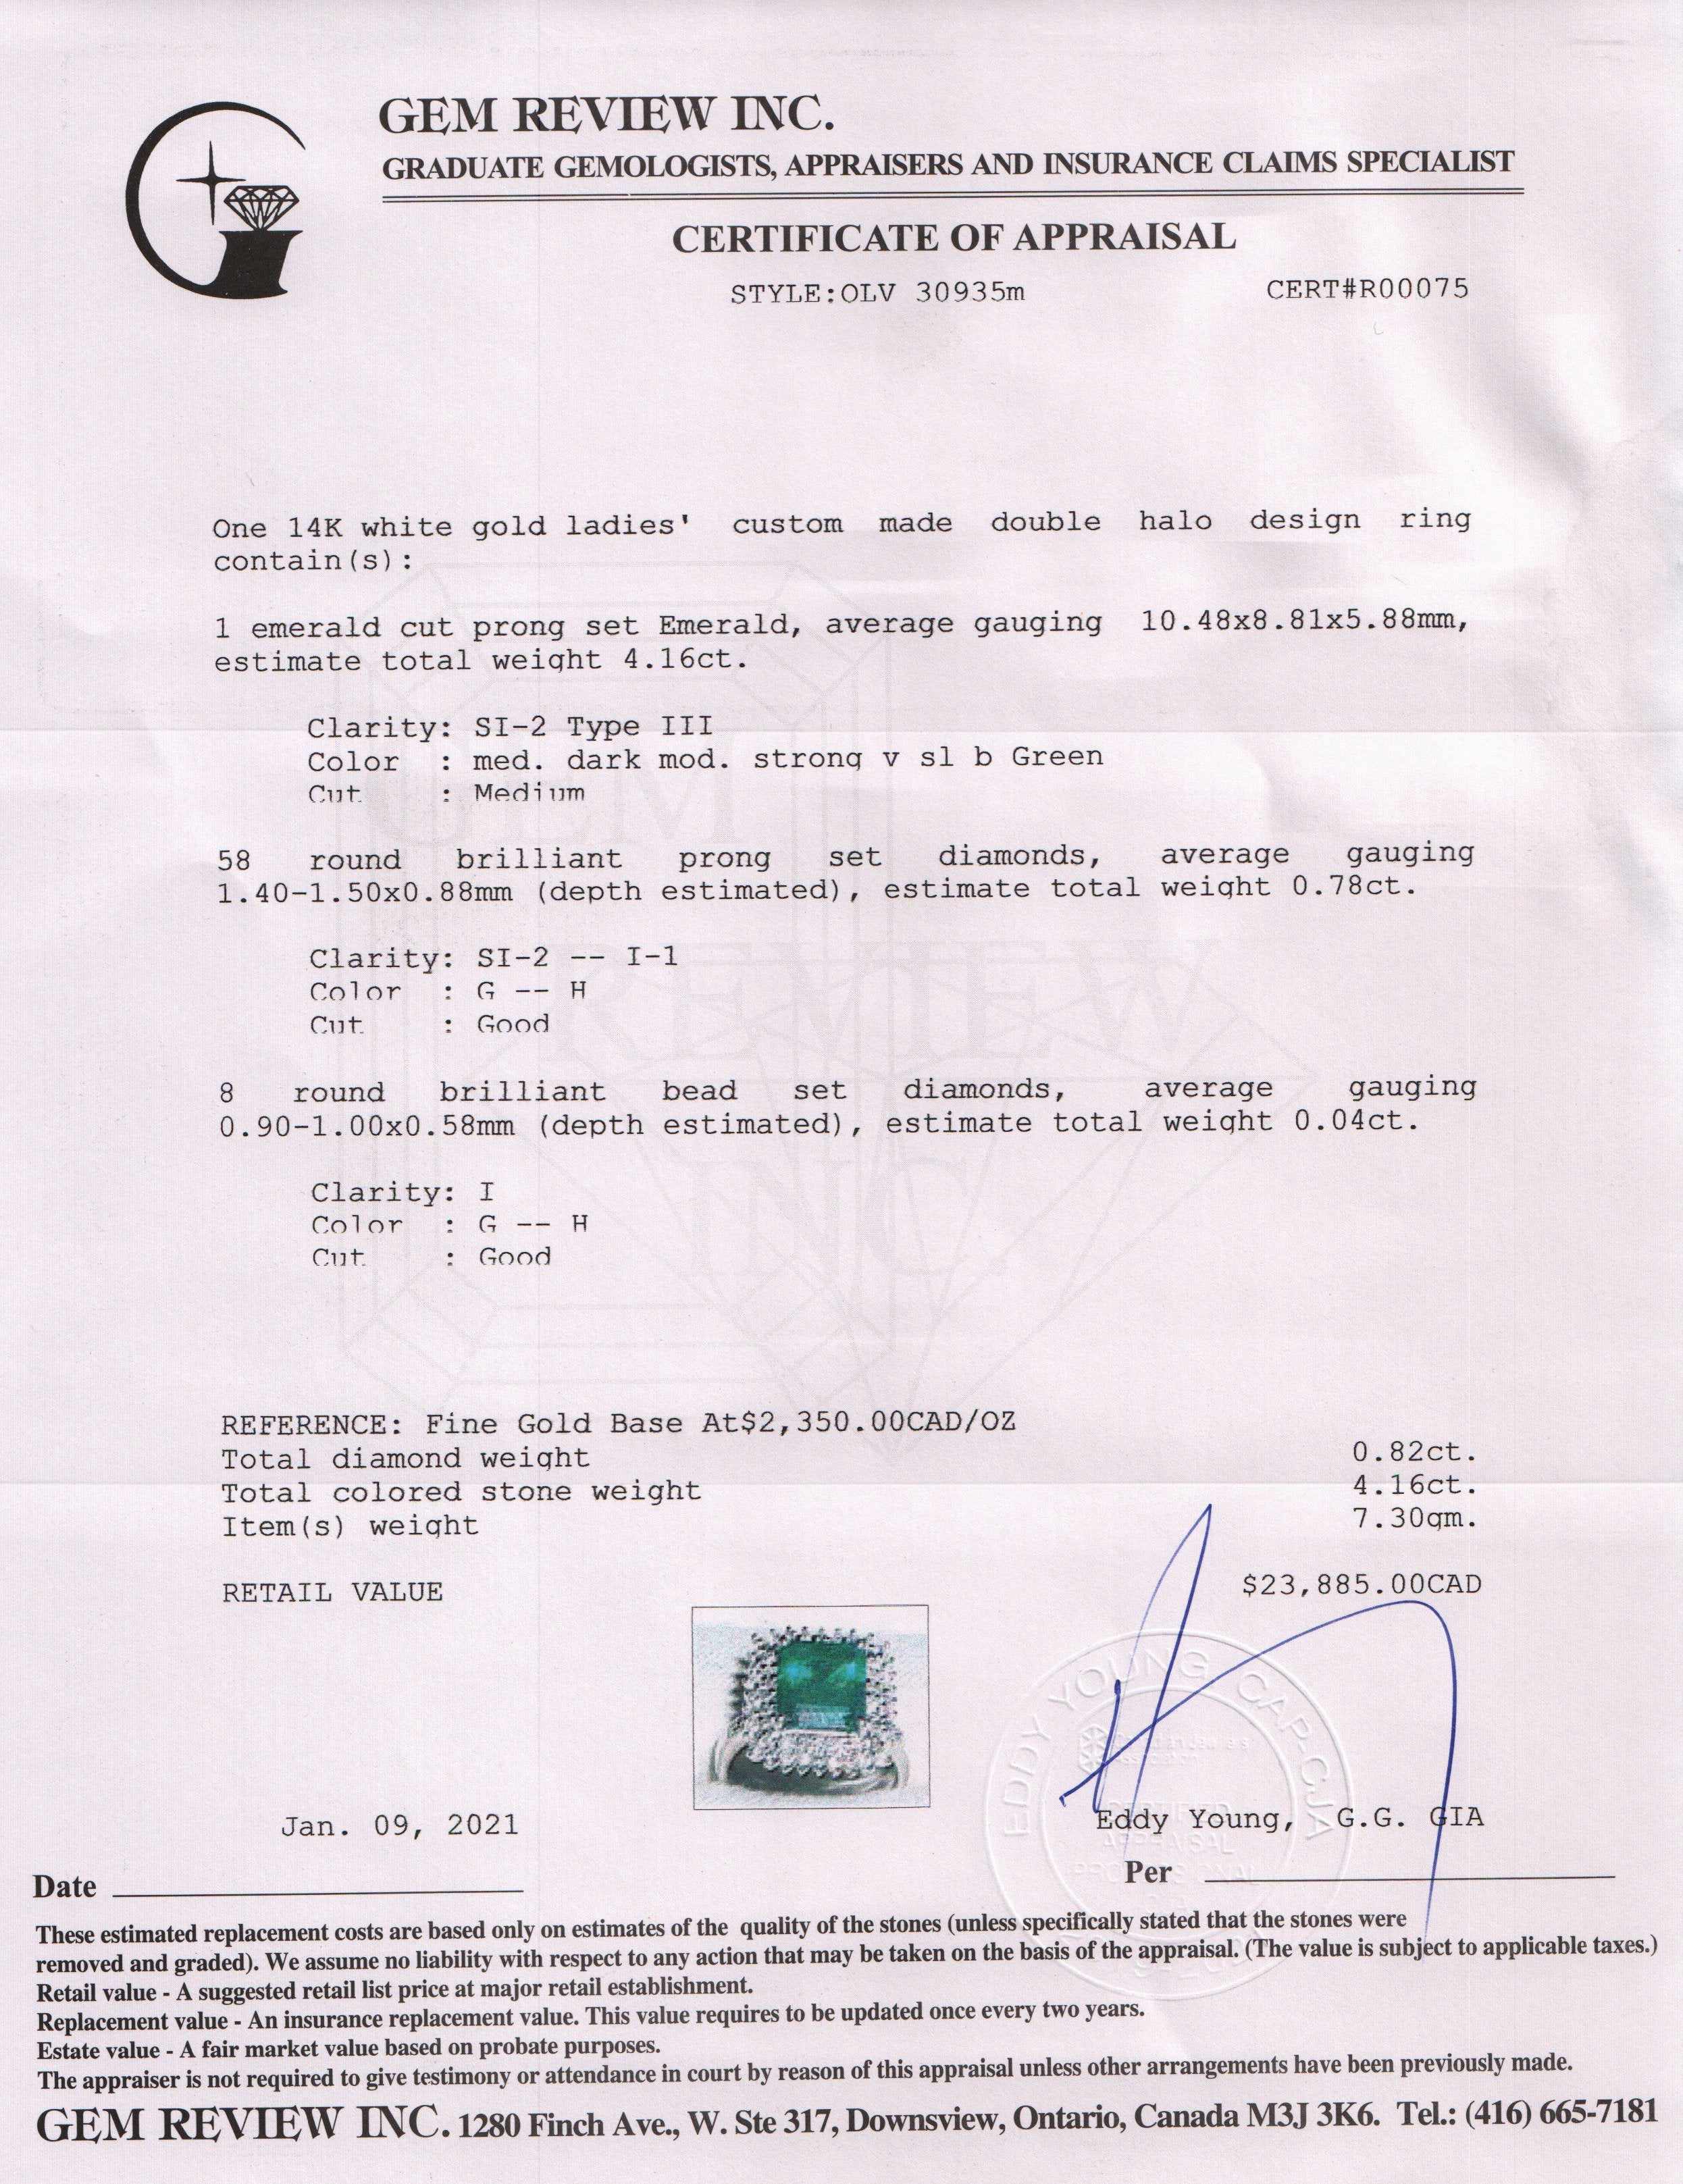 GEM REVIEW INC.
GRADUATE GEMOLOGISTS, APPRAISERS AND INSURANCE CLAIMS SPECIALIST
CERTIFICATE OF APPRAISAL
STYLE:OLV 30935m CERT#R00075
One 14K white gold ladies' custom made double halo design ring
contain(s):
1 emerald cut prong set Emerald, average gauging 10.48x8.81x5.88mm,
estimate total weight 4.16ct.
Clarity: SI-2 Type III
Color : med. dark mod. strong v sl b Green
Cut : Medium
58 round brilliant prong set diamonds, average gauging
1.40-1.50x0.88mm (depth estimated), estimate total weight 0.78ct.
Clarity: SI-2 -- I-1
Color : G -- H
Cut : Good
8 round brilliant bead set diamonds, average gauging
0.90-1.00x0.58mm (depth estimated), estimate total weight 0.04ct.
Clarity: I
Color : G -- H
Cut : Good
GEM
REVIEW
INC.
REFERENCE: Fine Gold Base At$2,350.00CAD/OZ
Total diamond weight 0.82ct.
Total colored stone weight 4.16ct.
Item(s) weight 7.30gm.
RETAIL VALUE $23,885.00CAD
EDDY YOUNG CAP-CJA
CERTIFIED
APPRAISAL
PROFESSIONAL
Jan. 09, 2021 Eddy Young, G.G. GIA
Date Per
These estimated replacement costs are based only on estimates of the quality of the stones (unless specifically stated that the stones were
removed and graded). We assume no liability with respect to any action that may be taken on the basis of the appraisal. (The value is subject to applicable taxes.)
Retail value - A suggested retail list price at major retail establishment.
Replacement value - An insurance replacement value. This value requires to be updated once every two years.
Estate value - A fair market value based on probate purposes.
The appraiser is not required to give testimony or attendance in court by reason of this appraisal unless other arrangements have been previously made.
GEM REVIEW INC. 1280 Finch Ave., W. Ste 317, Downsview, Ontario, Canada M3J 3K6. Tel.: (416) 665-7181